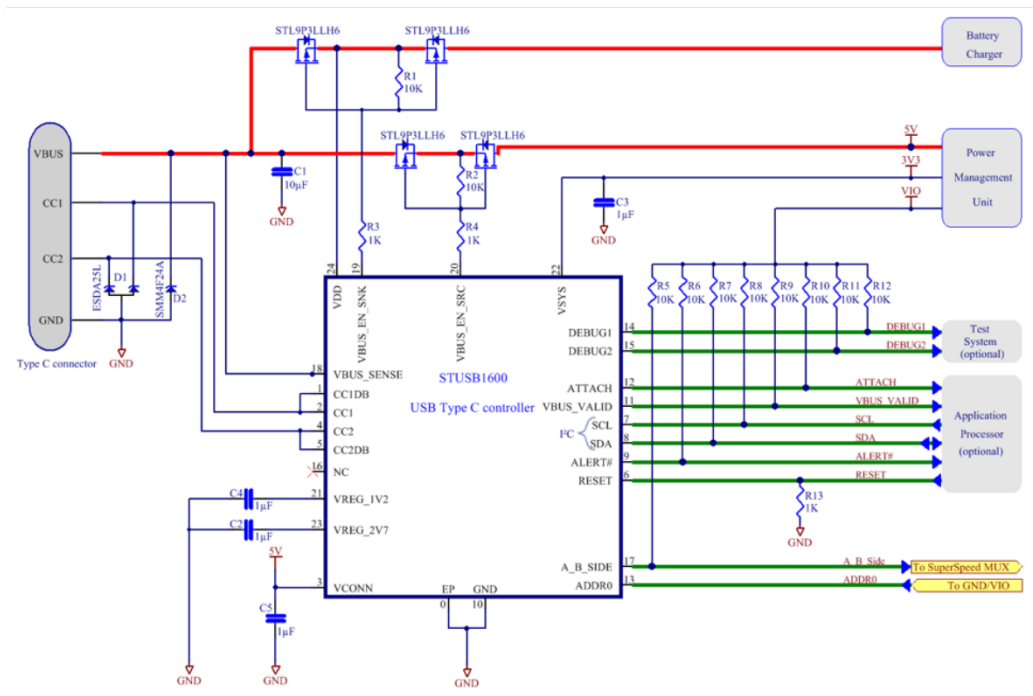 STL9P3LLH6
STL9P3LLH6
Battery
Charger
R1
10K
STL9P3LLH6
STL9P3LLH6
5V
3V3
VIO
Power
Management
Unit
VBUS
CC1
CC2
GND
Type C connector
C1
10µF
GND
R2
10K
R3
1K
R4
1K
C3
1µF
GND
ESDA25L
D1
SMM4F24A
D2
GND
24
19
20
22
VDD
VBUS_EN_SNK
VBUS_EN_SRC
VSYS
R5
10K
R6
10K
R7
10K
R8
10K
R9
10K
R10
10K
R11
10K
R12
10K
STUSB1600
USB Type C controller
18 VBUS_SENSE
1 CC1DB
2 CC1
4 CC2
5 CC2DB
16 NC
21 VREG_1V2
23 VREG_2V7
3 VCONN
DEBUG1 14 DEBUG1
DEBUG2 15 DEBUG2
Test
System
(optional)
ATTACH 12 ATTACH
VBUS_VALID 11 VBUS_VALID
I²C
SCL 7 SCL
SDA 8 SDA
ALERT# 9 ALERT#
RESET 6 RESET
Application
Processor
(optional)
R13
1K
GND
A_B_SIDE 17 A_B_Side
To SuperSpeed MUX
ADDR0 13 ADDR0
To GND/VIO
EP
0
GND
10
GND
C4
1µF
C2
1µF
5V
C5
1µF
GND
GND